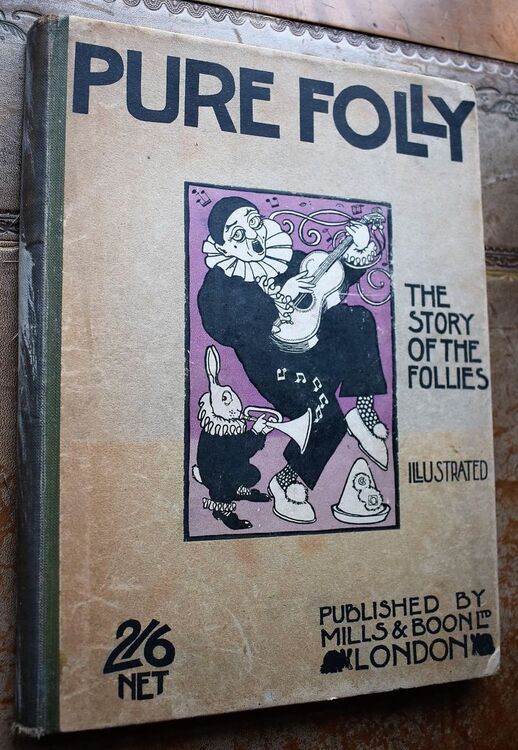 PURE FOLLY
THE
STORY
OF THE
FOLLIES
ILLUSTRATED
2/6
NET
PUBLISHED BY
MILLS & BOON LTD
LONDON